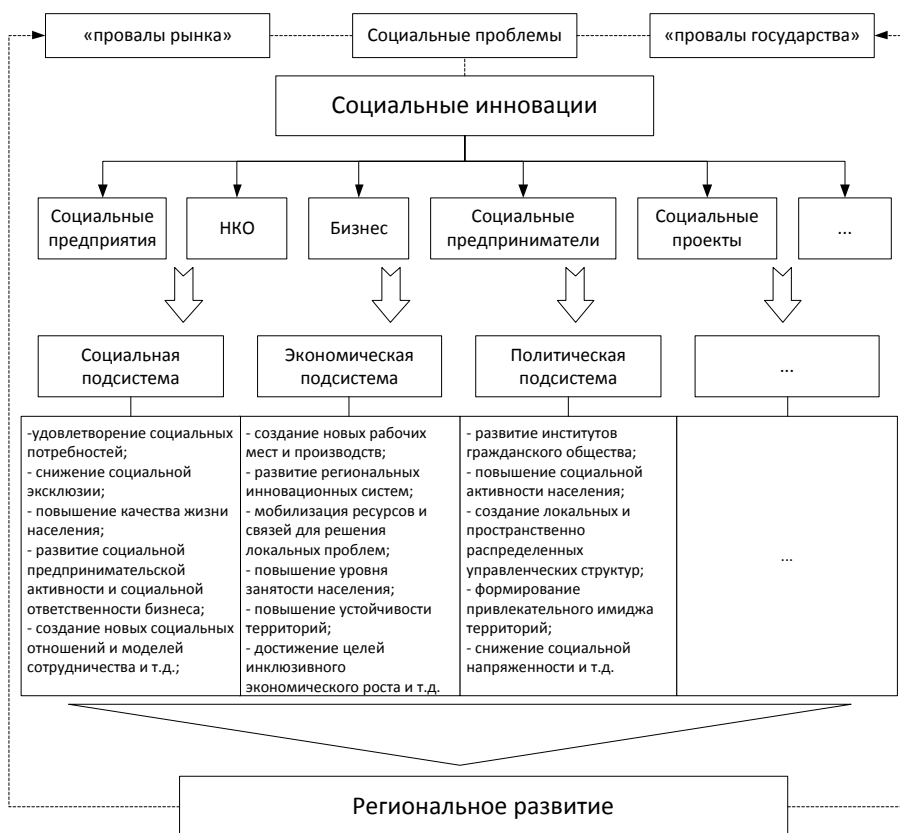 «провалы рынка»
Социальные проблемы
«провалы государства»
Социальные инновации
Социальные
предприятия
НКО
Бизнес
Социальные
предприниматели
Социальные
проекты
...
Социальная
подсистема
Экономическая
подсистема
Политическая
подсистема
...
-удовлетворение социальных
потребностей;
- снижение социальной
эксклюзии;
- повышение качества жизни
населения;
- развитие социальной
предпринимательской
активности и социальной
ответственности бизнеса;
- создание новых социальных
отношений и моделей
сотрудничества и т.д.;
- создание новых рабочих
мест и производств;
- развитие региональных
инновационных систем;
- мобилизация ресурсов и
связей для решения
локальных проблем;
- повышение уровня
занятости населения;
- повышение устойчивости
территорий;
- достижение целей
инклюзивного
экономического роста и т.д.
- развитие институтов
гражданского общества;
- повышение социальной
активности населения;
- создание локальных и
пространственно
распределенных
управленческих структур;
- формирование
привлекательного имиджа
территорий;
- снижение социальной
напряженности и т.д.
...
Региональное развитие